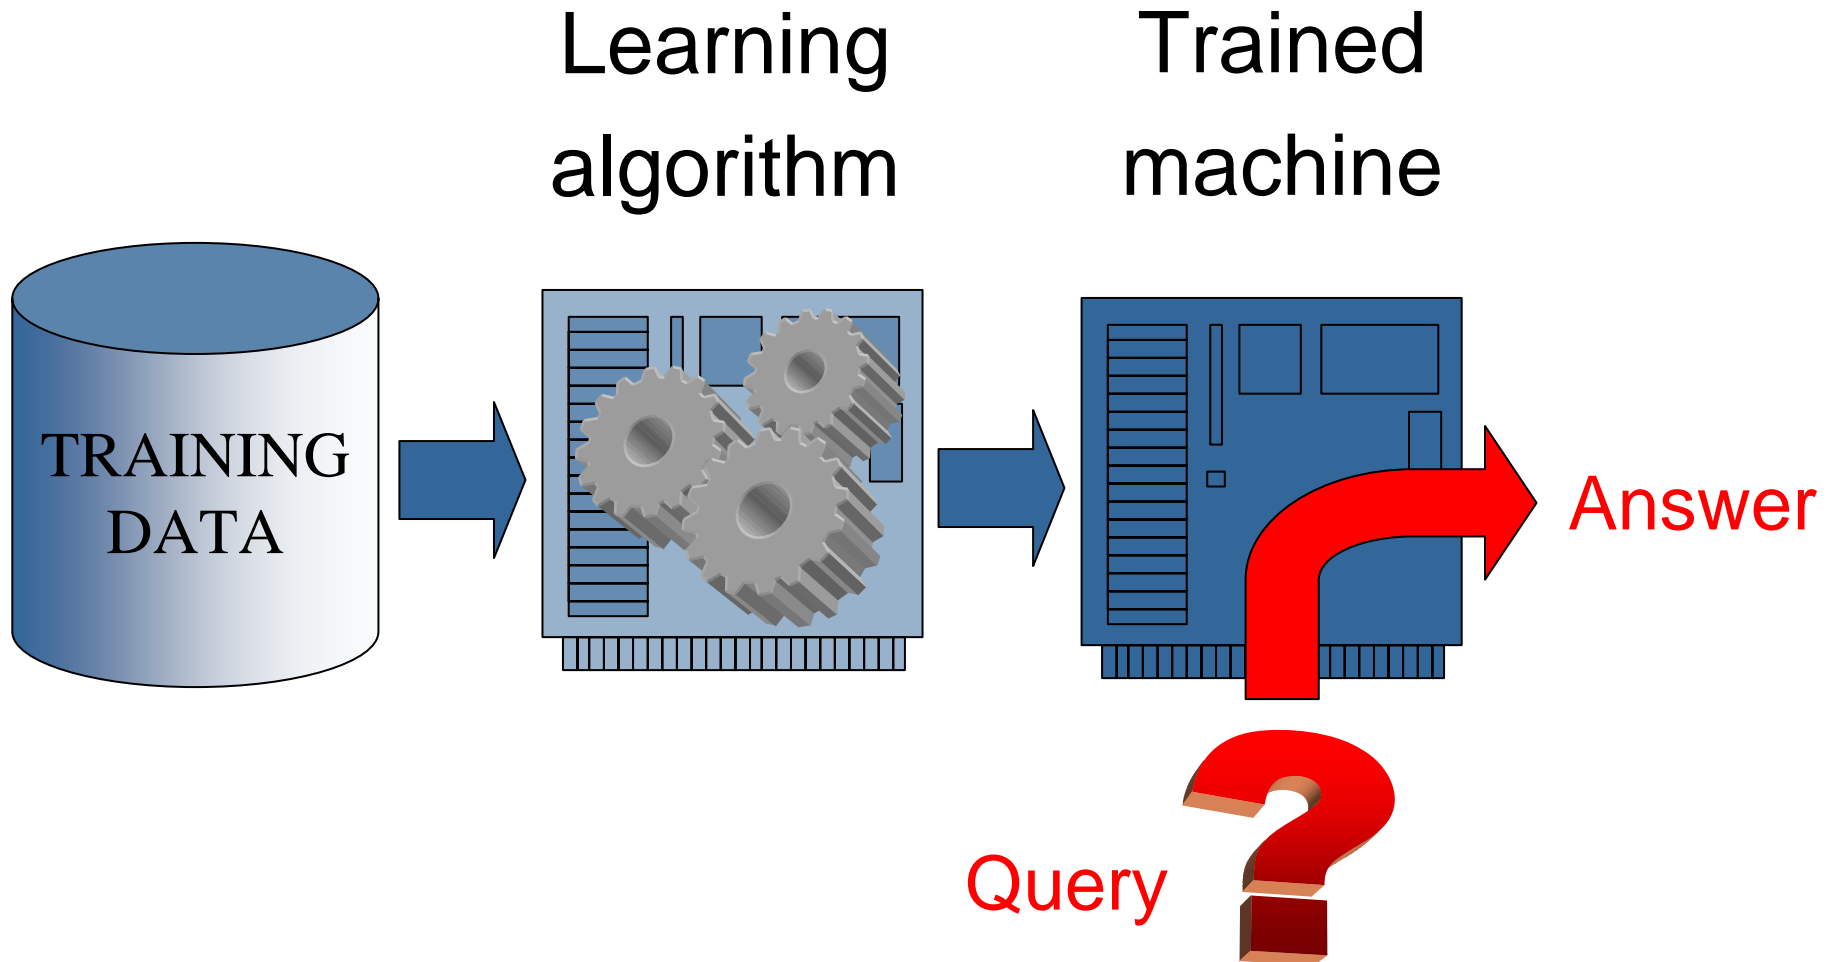 Learning
algorithm
Trained
machine
TRAINING
DATA
Answer
Query
?